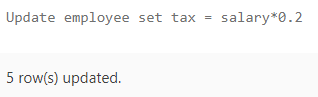 Update employee set tax = salary*0.2
5 row(s) updated.